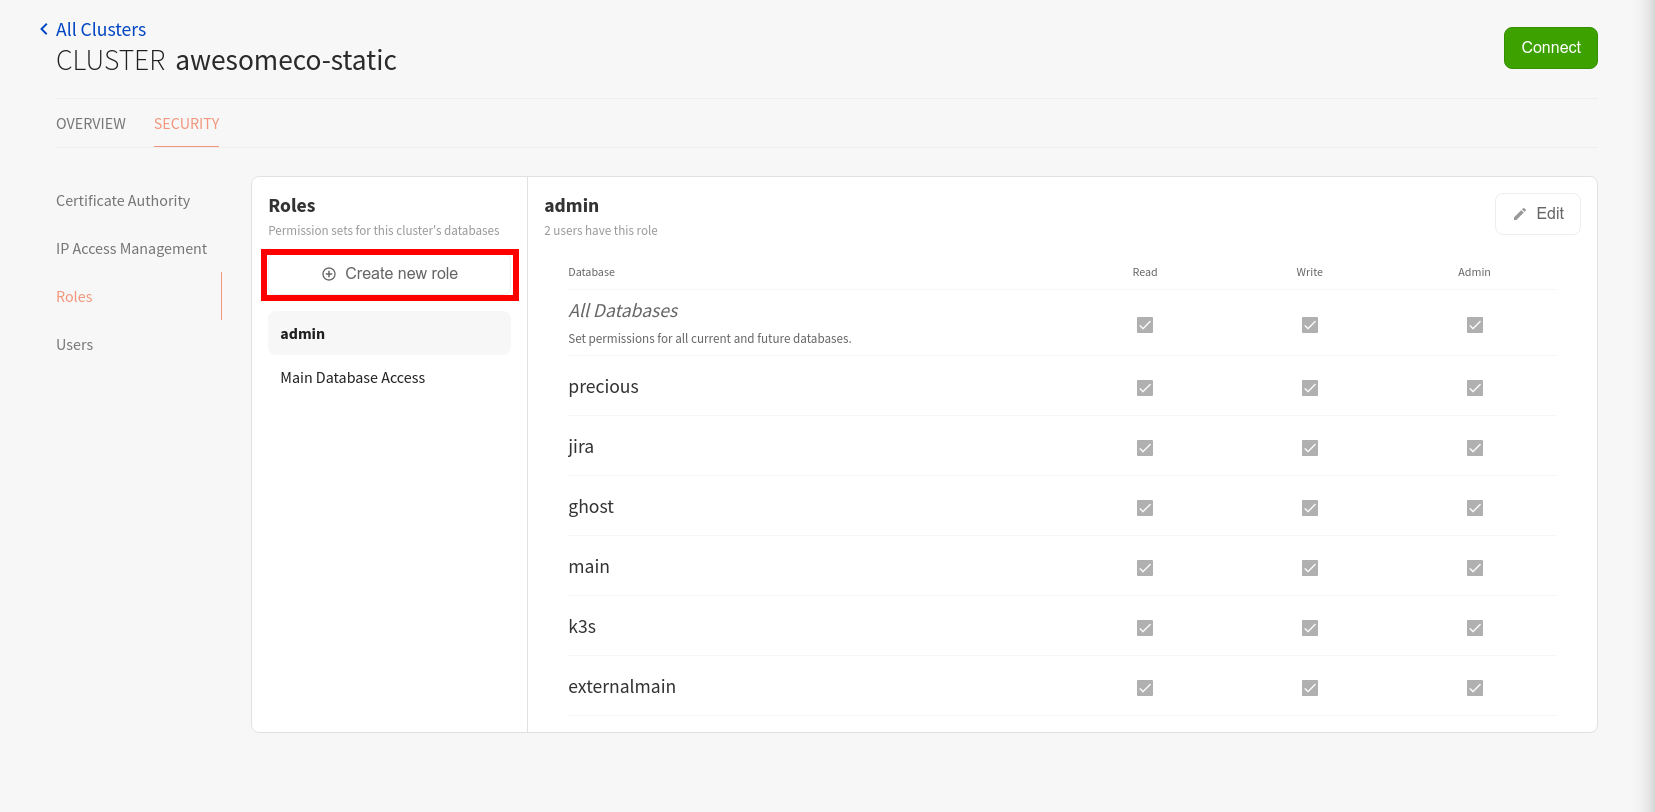 All Clusters
CLUSTER awesomeco-static
Connect
OVERVIEW SECURITY
Certificate Authority
IP Access Management
Roles
Users
Roles
Permission sets for this cluster's databases
Create new role
admin
Main Database Access
admin
2 users have this role
Edit
Database Read Write Admin
All Databases
Set permissions for all current and future databases.
precious
jira
ghost
main
k3s
externalmain